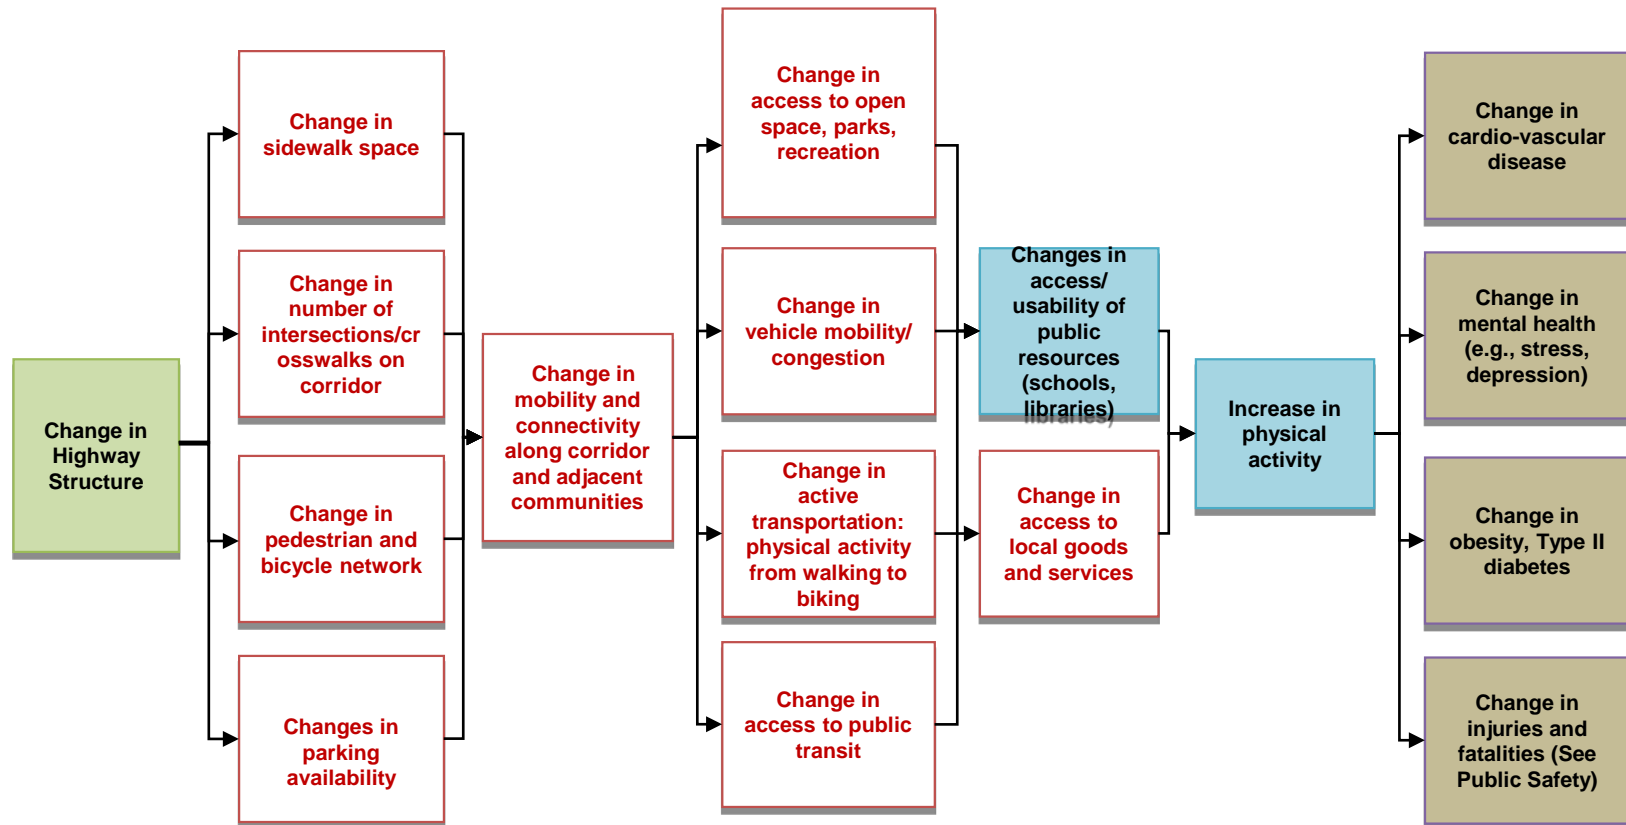 Change in
Highway
Structure
Change in
sidewalk space
Change in
number of
intersections/cr
osswalks on
corridor
Change in
pedestrian and
bicycle network
Changes in
parking
availability
Change in
mobility and
connectivity
along corridor
and adjacent
communities
Change in
access to open
space, parks,
recreation
Change in
vehicle mobility/
congestion
Change in
active
transportation:
physical activity
from walking to
biking
Change in
access to public
transit
Changes in
access/
usability of
public
resources
(schools,
libraries)
Change in
access to
local goods
and services
Increase in
physical
activity
Change in
cardio-vascular
disease
Change in
mental health
(e.g., stress,
depression)
Change in
obesity, Type II
diabetes
Change in
injuries and
fatalities (See
Public Safety)